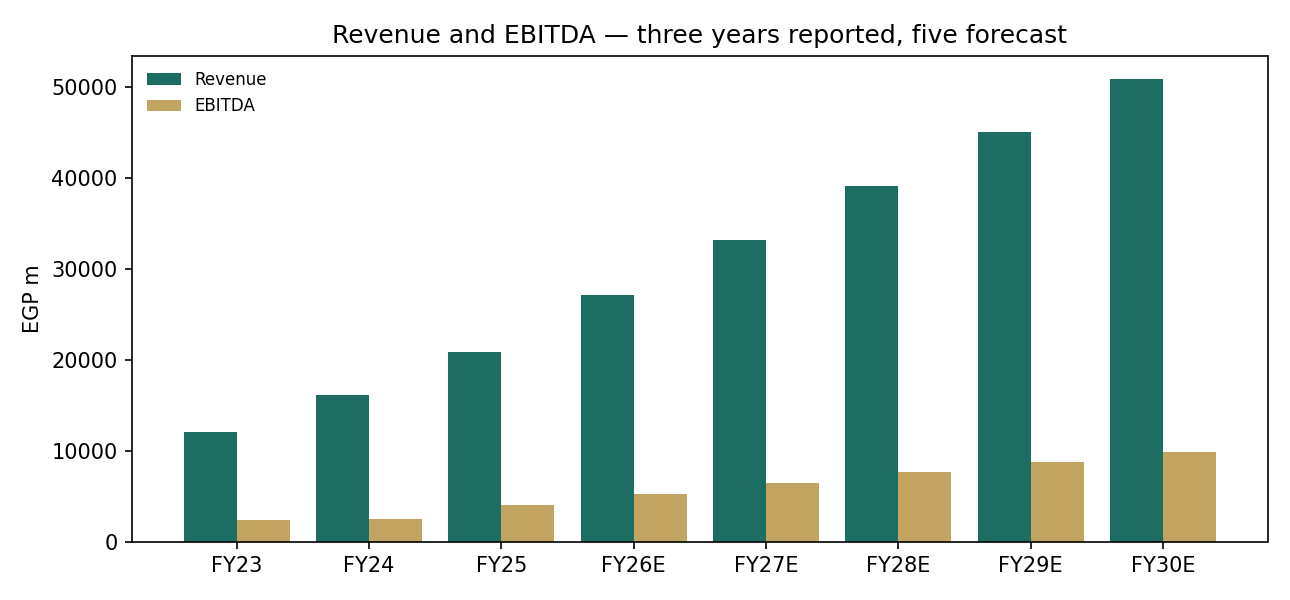 Revenue and EBITDA — three years reported, five forecast
Revenue
EBITDA
EGP m
50000
40000
30000
20000
10000
0
FY23 FY24 FY25 FY26E FY27E FY28E FY29E FY30E